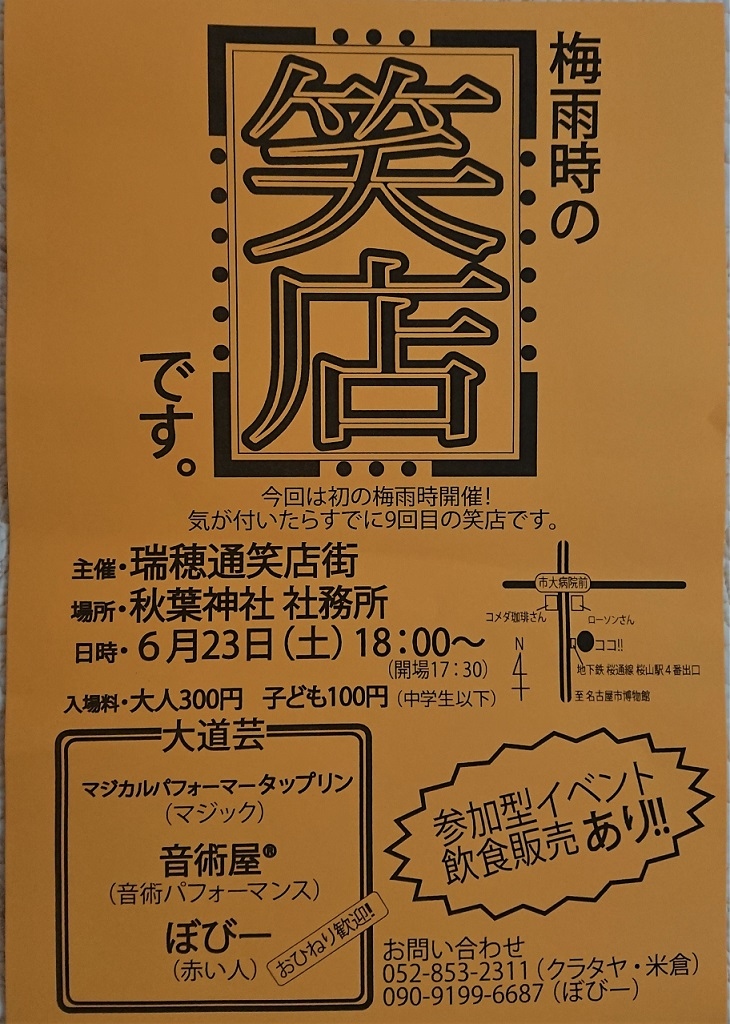 梅雨時の
笑店
です。
今回は初の梅雨時開催!
気が付いたらすでに9回目の笑店です。
主催・瑞穂通笑店街
場所・秋葉神社 社務所
日時・6月23日(土) 18:00~
(開場17:30)
入場料・大人300円 子ども100円(中学生以下)
市大病院前
コメダ珈琲さん
ローソンさん
N
ココ!!
地下鉄 桜通線 桜山駅4番出口
至名古屋市博物館
大道芸
マジカルパフォーマータップリン
(マジック)
音術屋®
(音術パフォーマンス)
ぼびー
(赤い人)
おひねり歓迎!!
参加型イベント
飲食販売あり!!
お問い合わせ
052-853-2311(クラタヤ・米倉)
090-9199-6687(ぼびー)